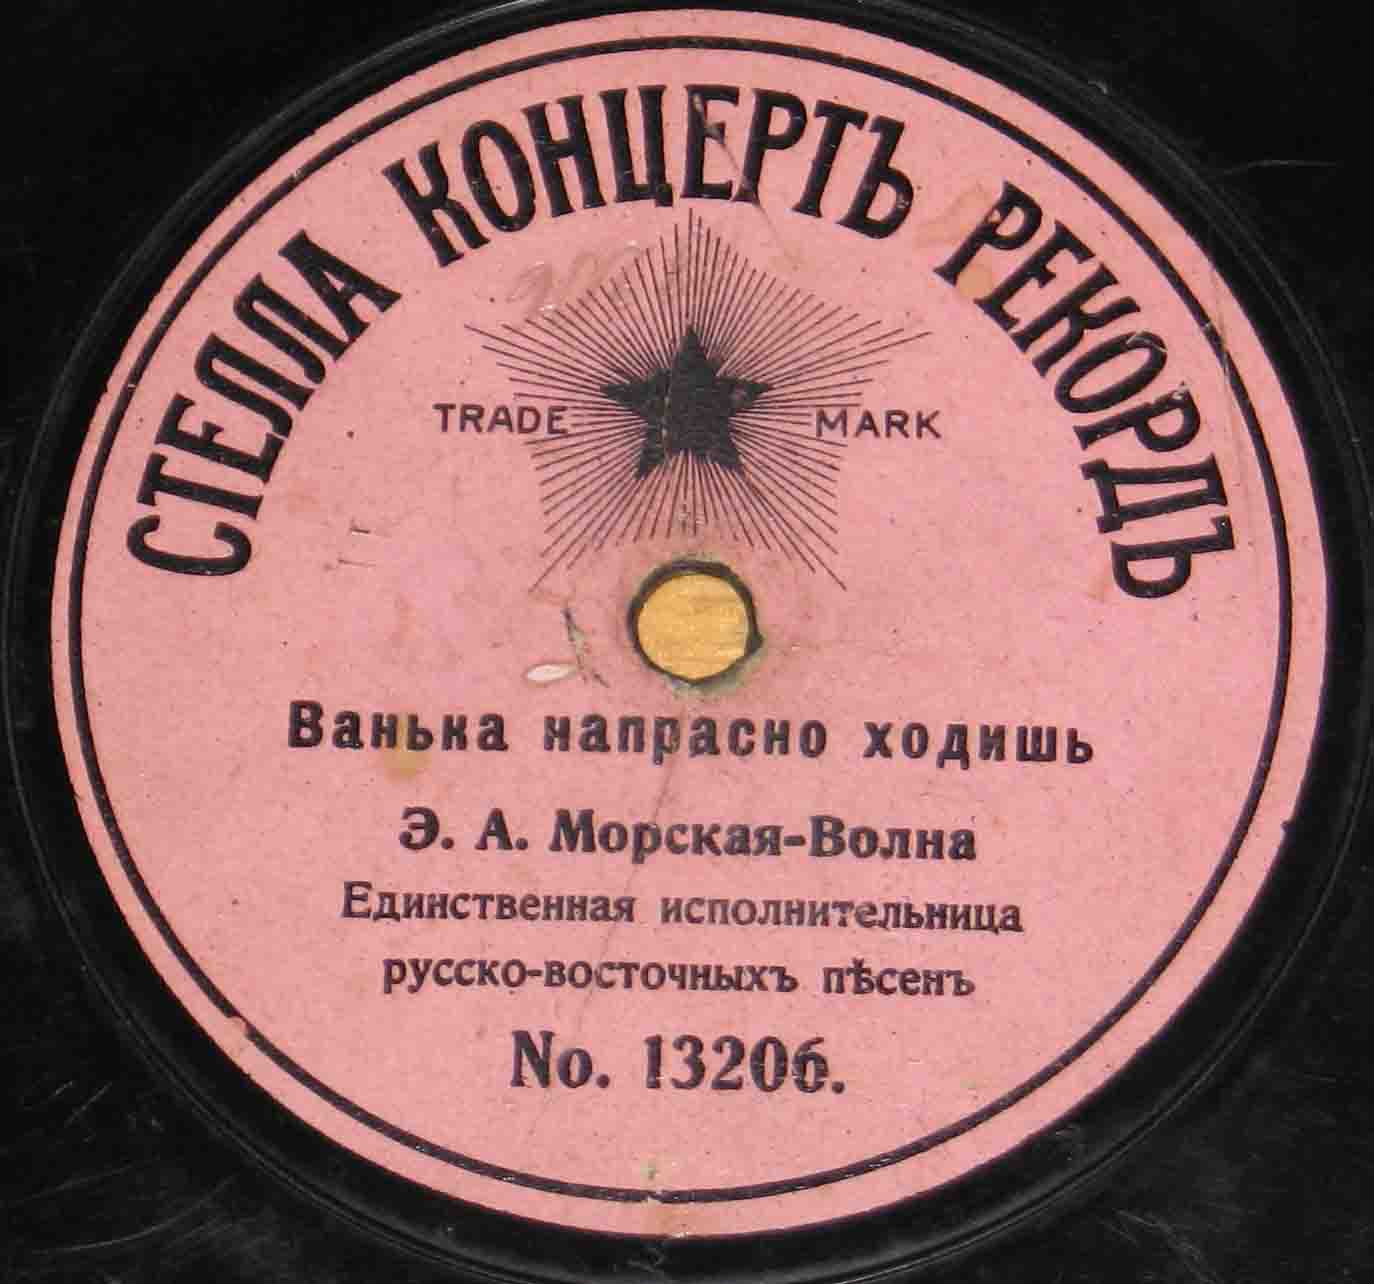 СТЕЛЛА КОНЦЕРТЪ РЕКОРДЪ
TRADE MARK
Ванька напрасно ходишь
Э. А. Морская-Волна
Единственная исполнительница
русско-восточныхъ пѣсенъ
No. 13206.